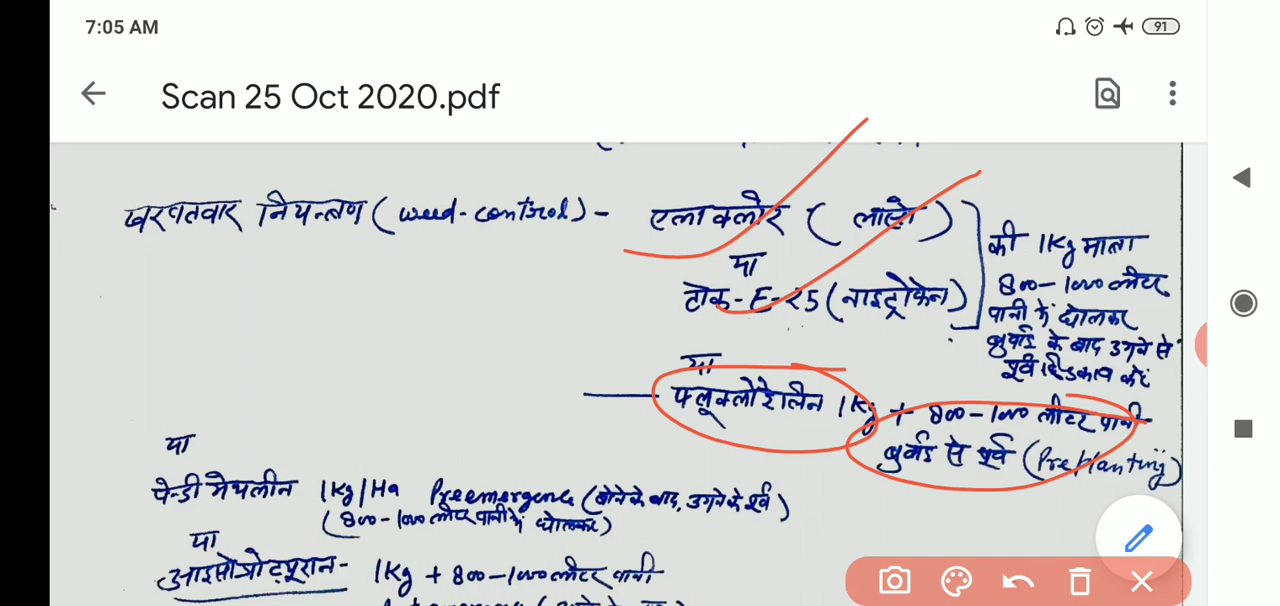 7:05 AM
91
Scan 25 Oct 2020.pdf
खरपतवार नियन्त्रण (weed-control) - एलाक्लोर (लासो)
या
टोक-E-25 (नाइट्रोफेन)
की 1Kg मात्रा
800-1000 लीटर
पानी में घोलकर
बुवाई के बाद उगने से
पूर्व छिडकाव करें
या
फ्लूक्लोरैलिन 1Kg + 800-1000 लीटर पानी
बुवाई से पूर्व (Preplanting)
या
पेन्डीमेथलीन 1Kg/Ha Preemergence (बोने के बाद, उगने के पूर्व)
(800-1000 लीटर पानी में घोलकर)
या
आइसोप्रोट्यूरान- 1Kg + 800-1000 लीटर पानी